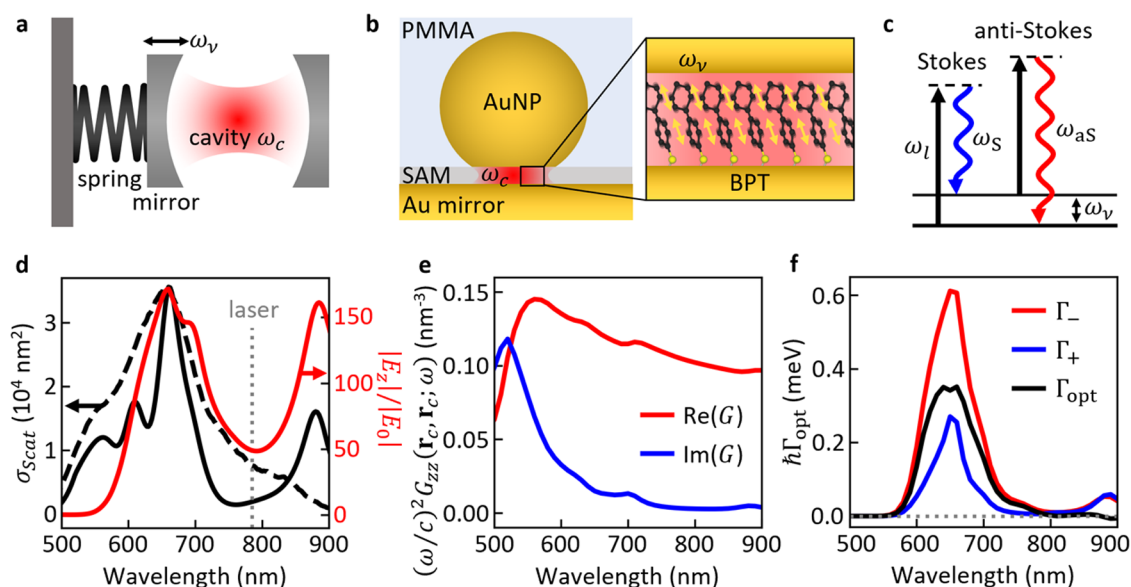 a
ω_ν
cavity ω_c
spring
mirror
b
PMMA
AuNP
SAM
ω_c
Au mirror
ω_ν
BPT
c
anti-Stokes
Stokes
ω_l
ω_S
ω_aS
ω_ν
d
σ_Scat (10⁴ nm²)
3
2
1
0
laser
150
100
50
0
|E_z|/|E_0|
500 600 700 800 900
Wavelength (nm)
e
(ω/c)² G_zz(r_c, r_c; ω) (nm⁻³)
0.15
0.10
0.05
0.00
Re(G)
Im(G)
500 600 700 800 900
Wavelength (nm)
f
ℏΓ_opt (meV)
0.6
0.4
0.2
0.0
Γ_−
Γ_+
Γ_opt
500 600 700 800 900
Wavelength (nm)